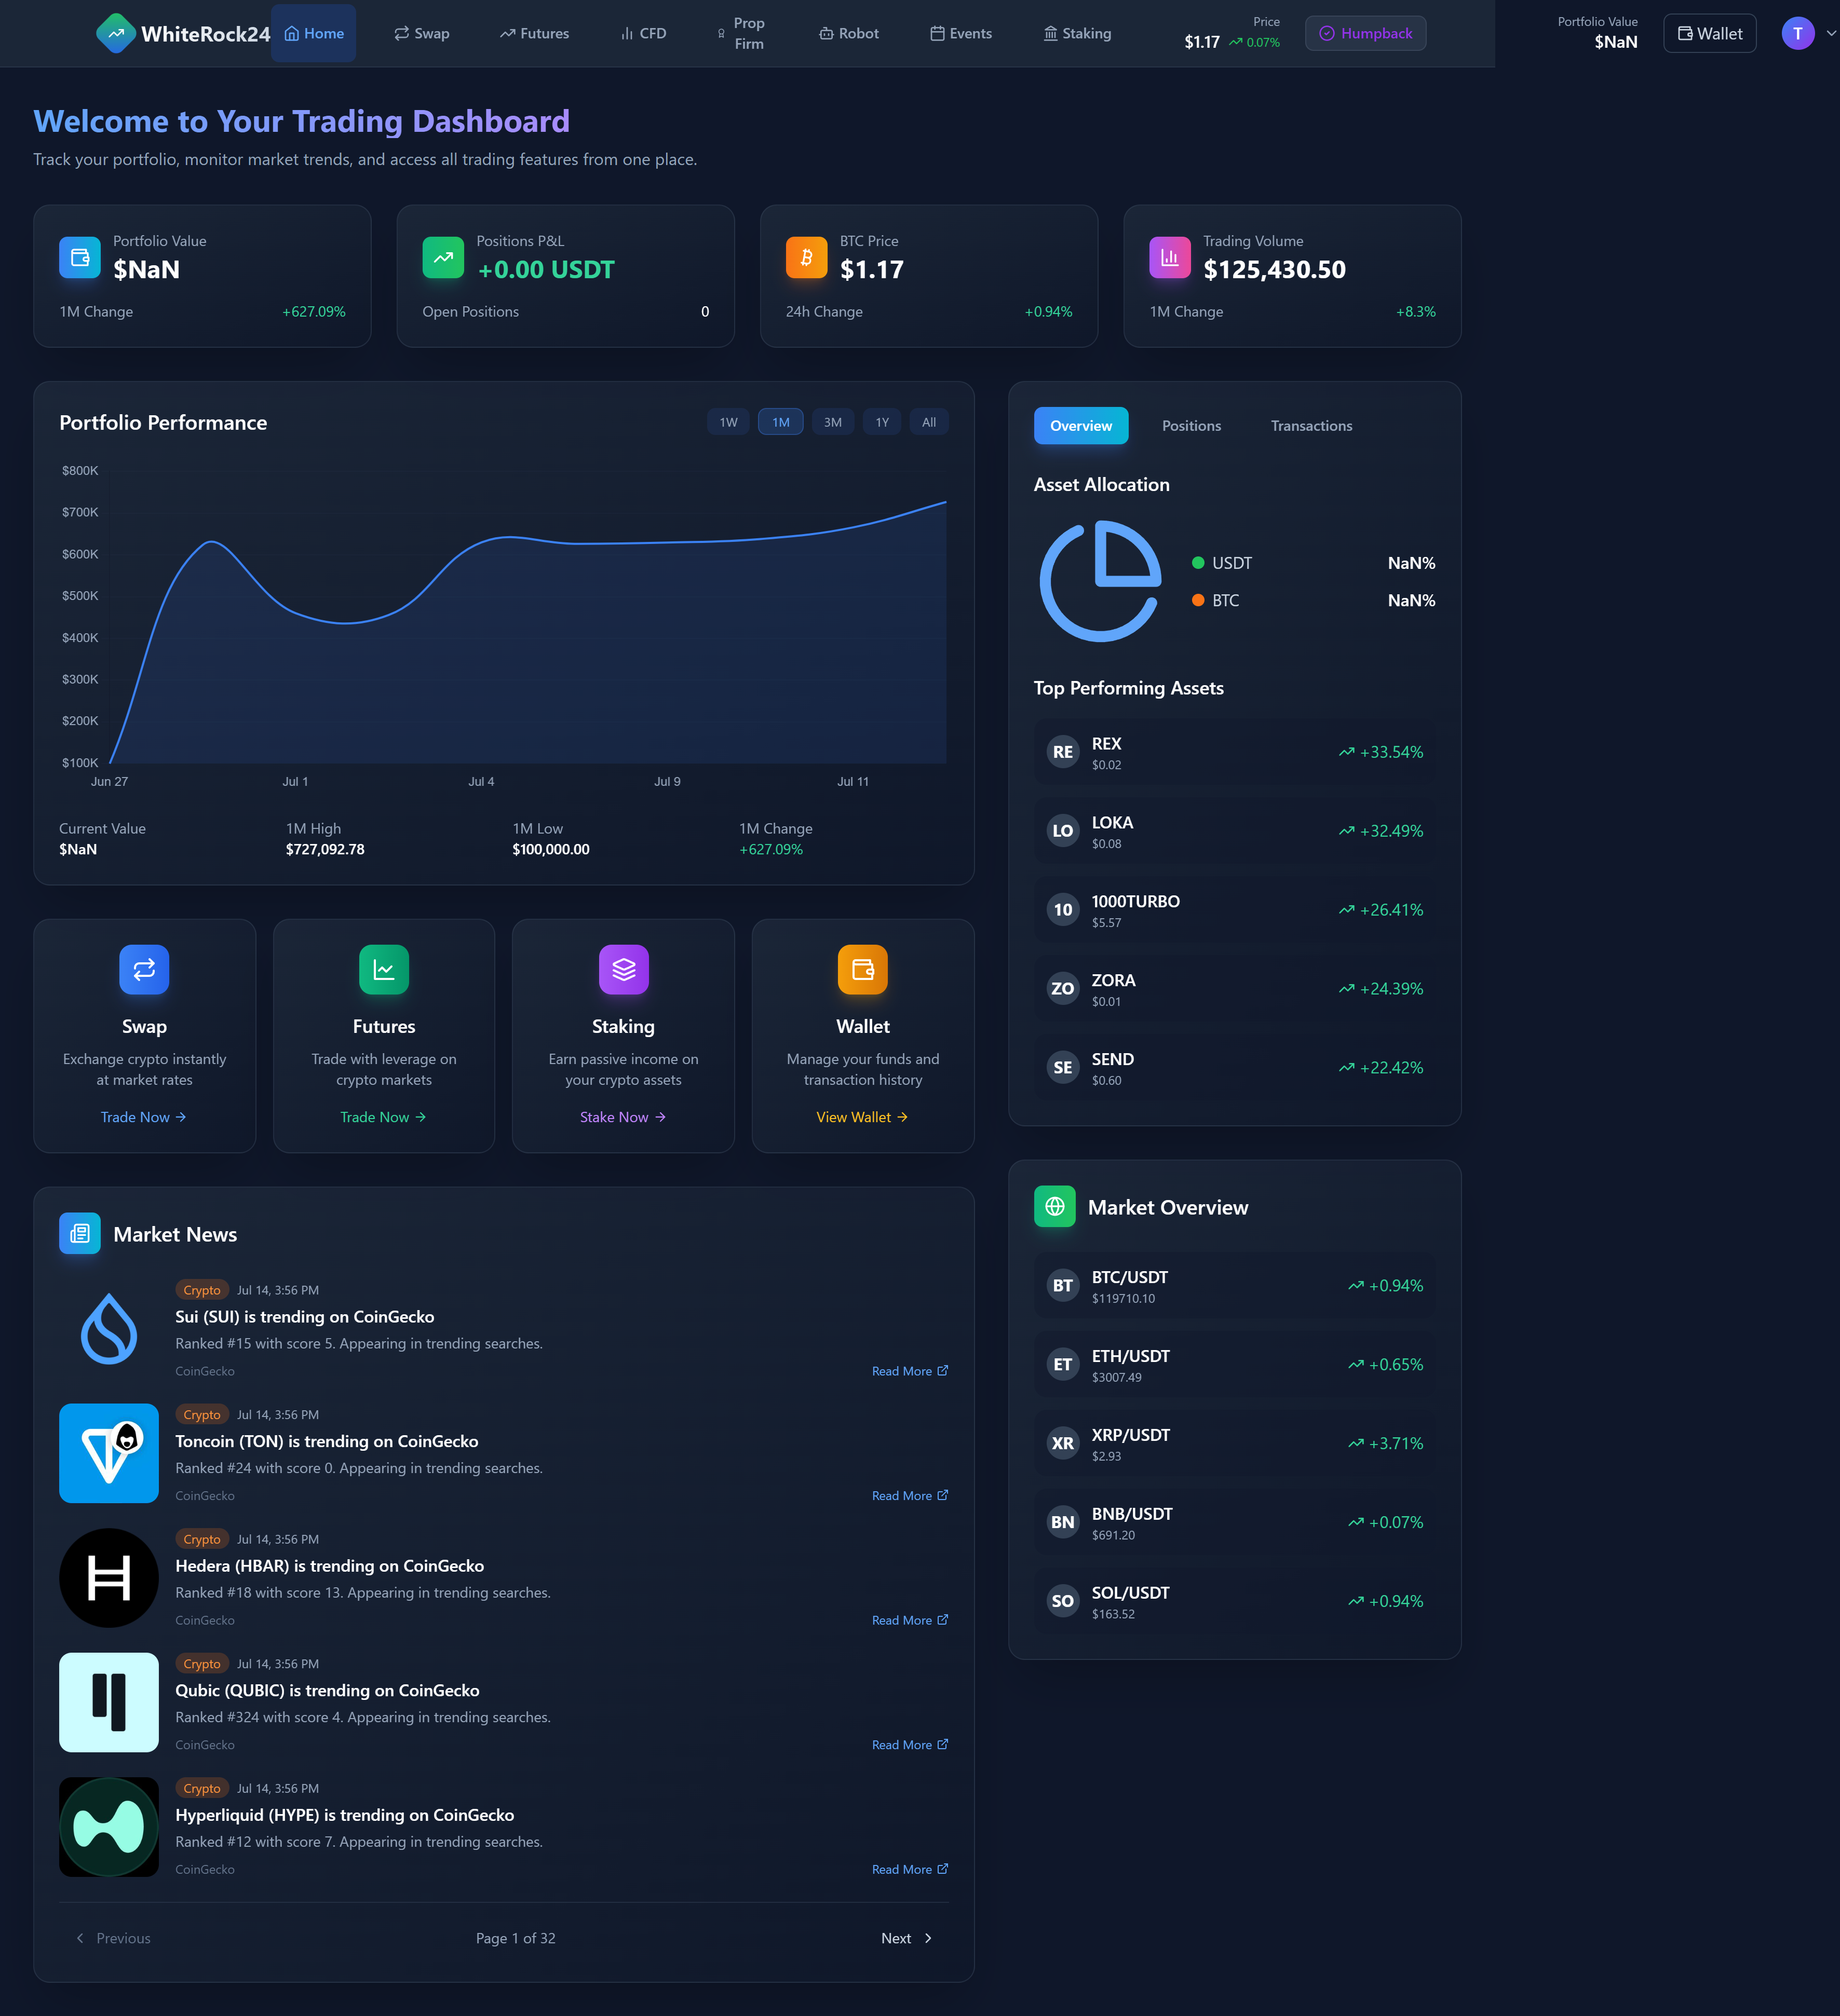 WhiteRock24
Home
Swap
Futures
CFD
Prop
Firm
Robot
Events
Staking
Price
$1.17 0.07%
Humpback
Portfolio Value
$NaN
Wallet
T
Welcome to Your Trading Dashboard
Track your portfolio, monitor market trends, and access all trading features from one place.
Portfolio Value
$NaN
1M Change +627.09%
Positions P&L
+0.00 USDT
Open Positions 0
BTC Price
$1.17
24h Change +0.94%
Trading Volume
$125,430.50
1M Change +8.3%
Portfolio Performance
1W 1M 3M 1Y All
$800K
$700K
$600K
$500K
$400K
$300K
$200K
$100K
Jun 27 Jul 1 Jul 4 Jul 9 Jul 11
Current Value 1M High 1M Low 1M Change
$NaN $727,092.78 $100,000.00 +627.09%
Overview Positions Transactions
Asset Allocation
USDT NaN%
BTC NaN%
Top Performing Assets
RE REX +33.54%
$0.02
LO LOKA +32.49%
$0.08
10 1000TURBO +26.41%
$5.57
ZO ZORA +24.39%
$0.01
SE SEND +22.42%
$0.60
Swap
Exchange crypto instantly
at market rates
Trade Now
Futures
Trade with leverage on
crypto markets
Trade Now
Staking
Earn passive income on
your crypto assets
Stake Now
Wallet
Manage your funds and
transaction history
View Wallet
Market News
Crypto Jul 14, 3:56 PM
Sui (SUI) is trending on CoinGecko
Ranked #15 with score 5. Appearing in trending searches.
CoinGecko Read More
Crypto Jul 14, 3:56 PM
Toncoin (TON) is trending on CoinGecko
Ranked #24 with score 0. Appearing in trending searches.
CoinGecko Read More
Crypto Jul 14, 3:56 PM
Hedera (HBAR) is trending on CoinGecko
Ranked #18 with score 13. Appearing in trending searches.
CoinGecko Read More
Crypto Jul 14, 3:56 PM
Qubic (QUBIC) is trending on CoinGecko
Ranked #324 with score 4. Appearing in trending searches.
CoinGecko Read More
Crypto Jul 14, 3:56 PM
Hyperliquid (HYPE) is trending on CoinGecko
Ranked #12 with score 7. Appearing in trending searches.
CoinGecko Read More
Previous Page 1 of 32 Next
Market Overview
BT BTC/USDT +0.94%
$119710.10
ET ETH/USDT +0.65%
$3007.49
XR XRP/USDT +3.71%
$2.93
BN BNB/USDT +0.07%
$691.20
SO SOL/USDT +0.94%
$163.52